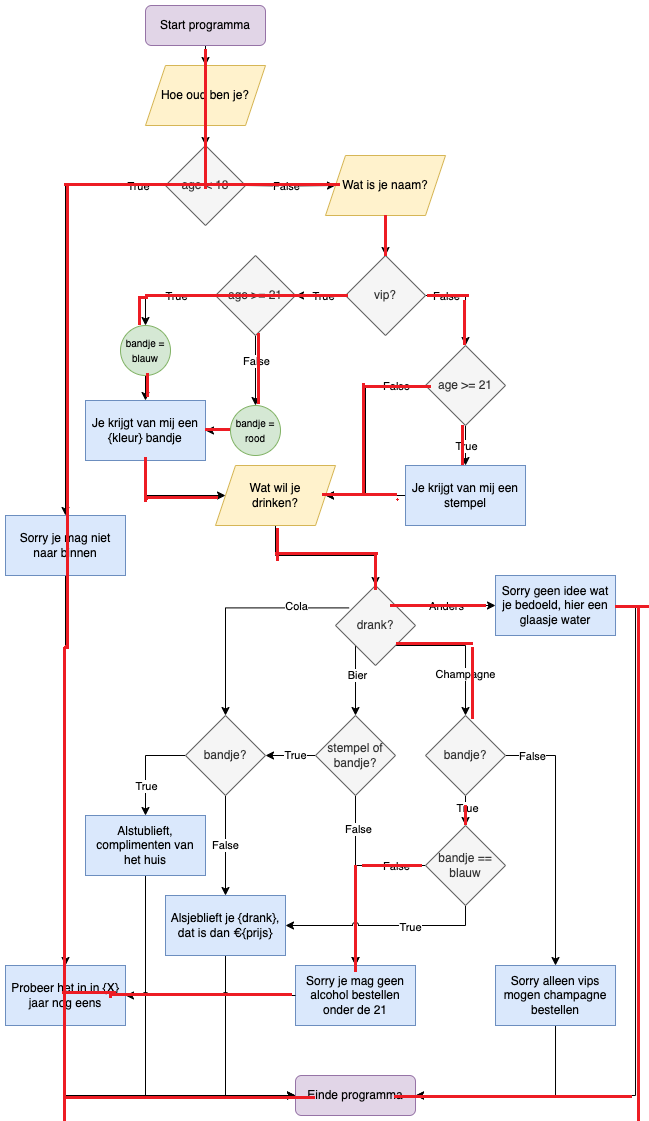 Start programma
Hoe oud ben je?
age < 18
True
False
Wat is je naam?
vip?
True
False
age >= 21
True
False
bandje =
blauw
bandje =
rood
Je krijgt van mij een
{kleur} bandje
age >= 21
False
True
Je krijgt van mij een
stempel
Wat wil je
drinken?
Sorry je mag niet
naar binnen
drank?
Cola
Bier
Champagne
Anders
Sorry geen idee wat
je bedoeld, hier een
glaasje water
bandje?
True
False
stempel of
bandje?
True
False
bandje?
True
False
Alstublieft,
complimenten van
het huis
bandje ==
blauw
False
True
Alsjeblieft je {drank},
dat is dan €{prijs}
Probeer het in in {X}
jaar nog eens
Sorry je mag geen
alcohol bestellen
onder de 21
Sorry alleen vips
mogen champagne
bestellen
Einde programma